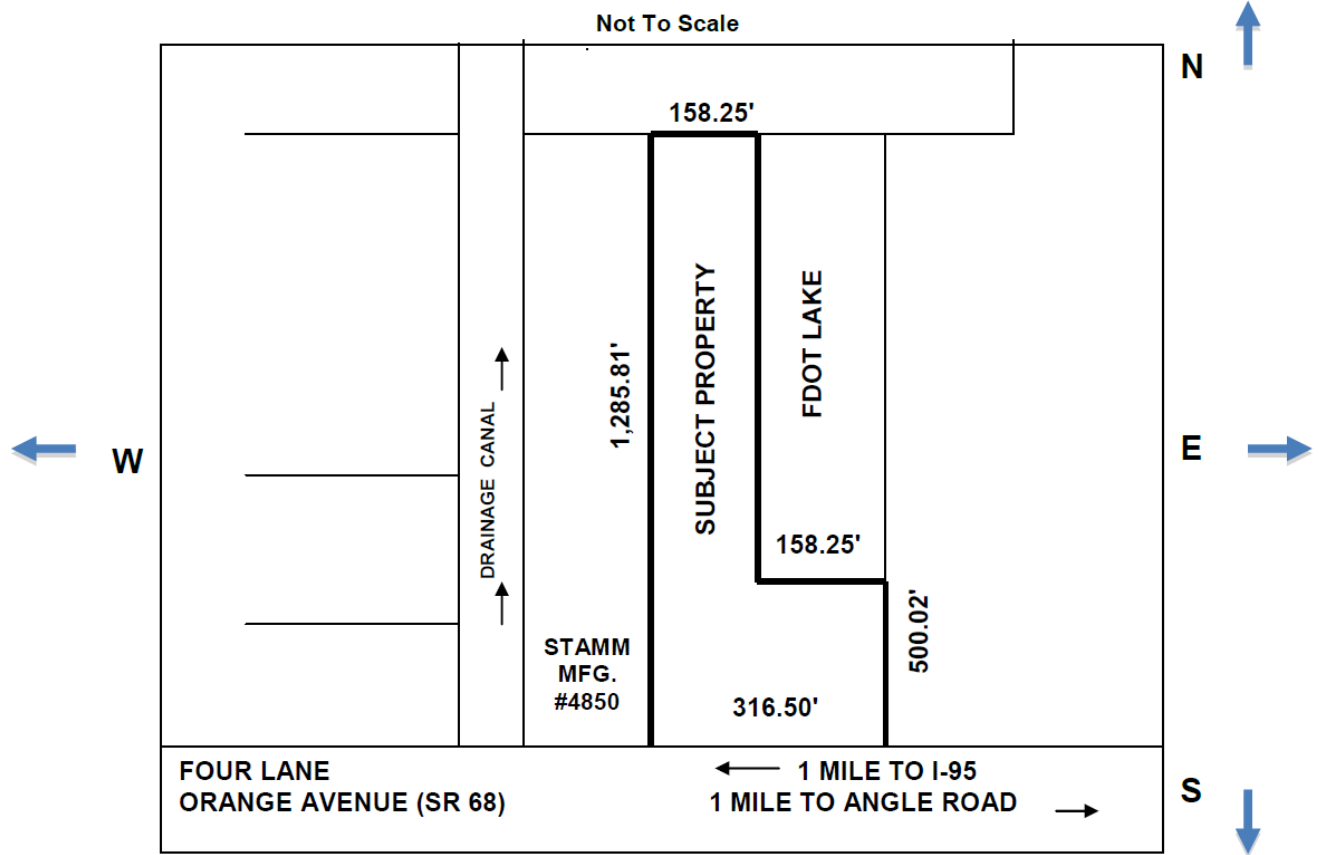 Not To Scale
N
158.25'
SUBJECT PROPERTY
FDOT LAKE
1,285.81'
DRAINAGE CANAL
W
E
158.25'
500.02'
STAMM
MFG.
#4850
316.50'
FOUR LANE
ORANGE AVENUE (SR 68)
1 MILE TO I-95
1 MILE TO ANGLE ROAD
S